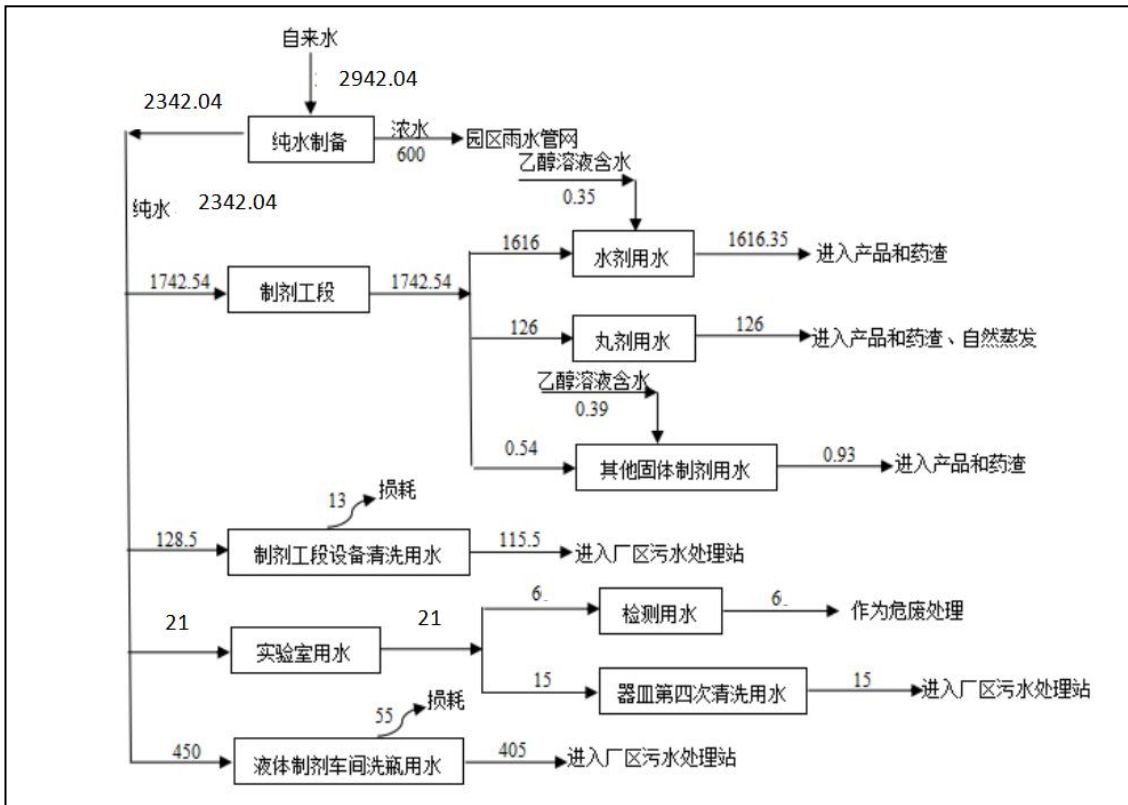 自来水
2942.04
2342.04
纯水制备
浓水
600
园区雨水管网
乙醇溶液含水
0.35
纯水 2342.04
1616
水剂用水
1616.35
进入产品和药渣
1742.54
制剂工段
1742.54
126
丸剂用水
126
进入产品和药渣、自然蒸发
乙醇溶液含水
0.39
0.54
其他固体制剂用水
0.93
进入产品和药渣
13
损耗
128.5
制剂工段设备清洗用水
115.5
进入厂区污水处理站
6
检测用水
6
作为危废处理
21
实验室用水
21
15
器皿第四次清洗用水
15
进入厂区污水处理站
55
损耗
450
液体制剂车间洗瓶用水
405
进入厂区污水处理站